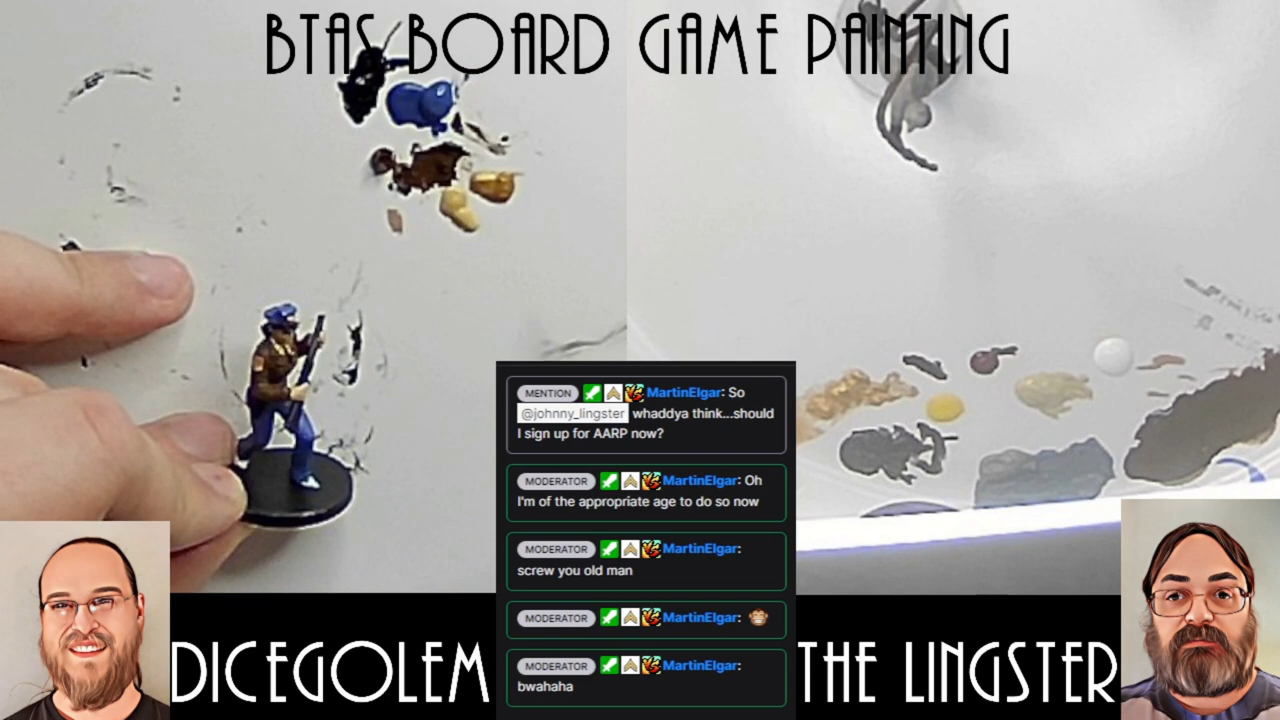 BTAS BOARD GAME PAINTING
MENTION MartinElgar: So
@johnny_lingster whaddya think...should
I sign up for AARP now?
MODERATOR MartinElgar: Oh
I'm of the appropriate age to do so now
MODERATOR MartinElgar:
screw you old man
MODERATOR MartinElgar:
MODERATOR MartinElgar:
bwahaha
DICEGOLEM
THE LINGSTER